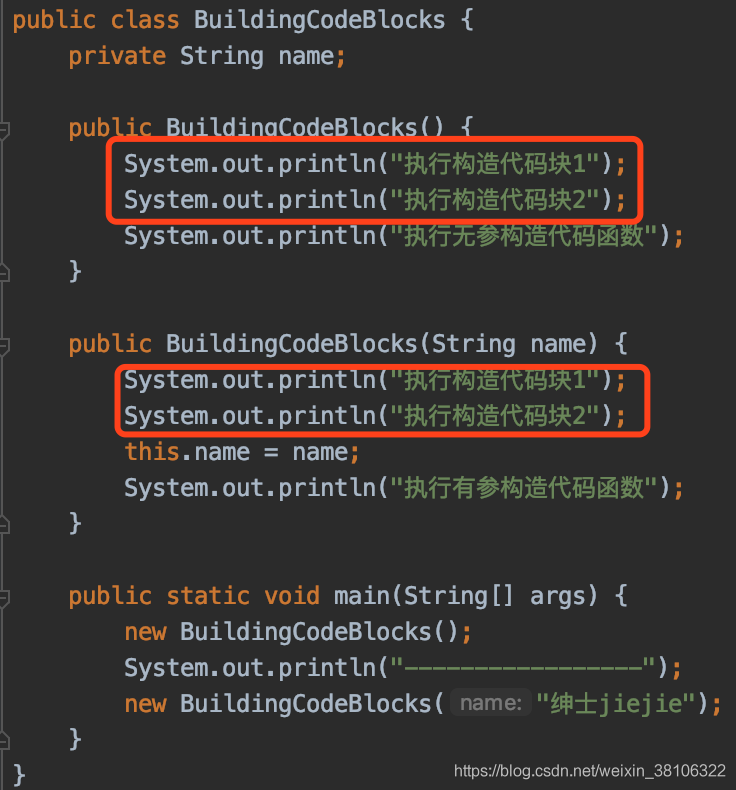 public class BuildingCodeBlocks {
    private String name;

    public BuildingCodeBlocks() {
        System.out.println("执行构造代码块1");
        System.out.println("执行构造代码块2");
        System.out.println("执行无参构造代码函数");
    }

    public BuildingCodeBlocks(String name) {
        System.out.println("执行构造代码块1");
        System.out.println("执行构造代码块2");
        this.name = name;
        System.out.println("执行有参构造代码函数");
    }

    public static void main(String[] args) {
        new BuildingCodeBlocks();
        System.out.println("-----------------");
        new BuildingCodeBlocks( name: "绅士jiejie");
    }
}
https://blog.csdn.net/weixin_38106322